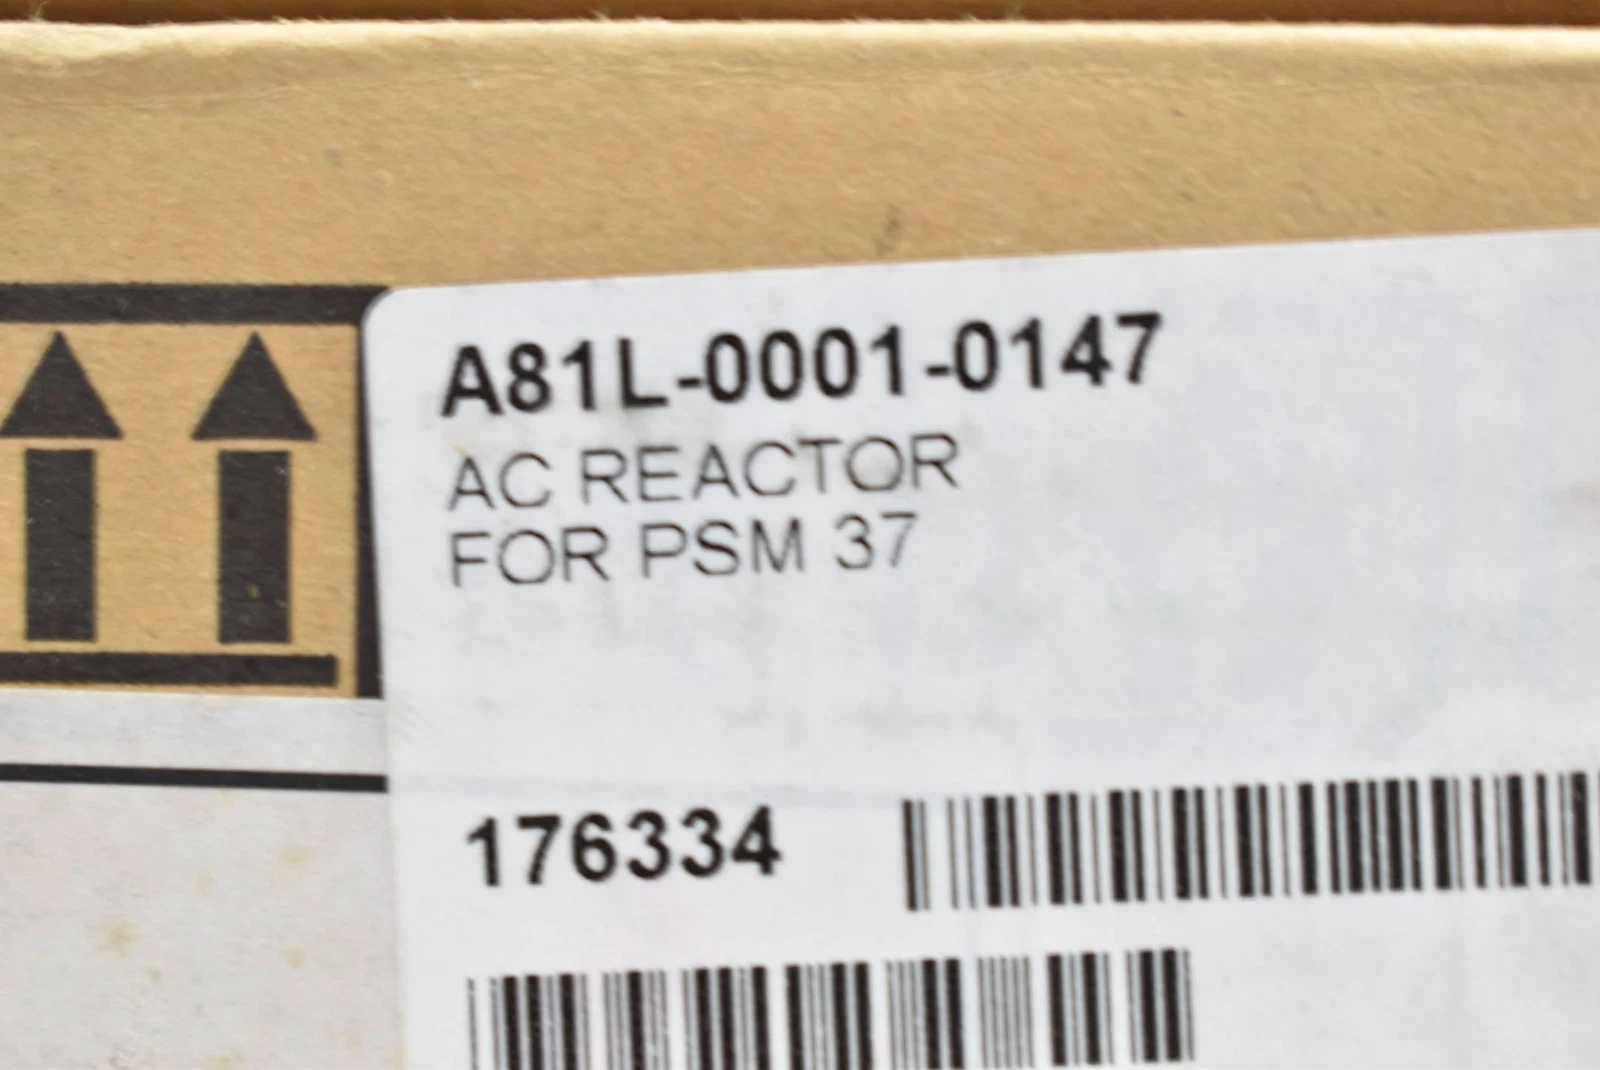 A81L-0001-0147
AC REACTOR
FOR PSM 37
176334